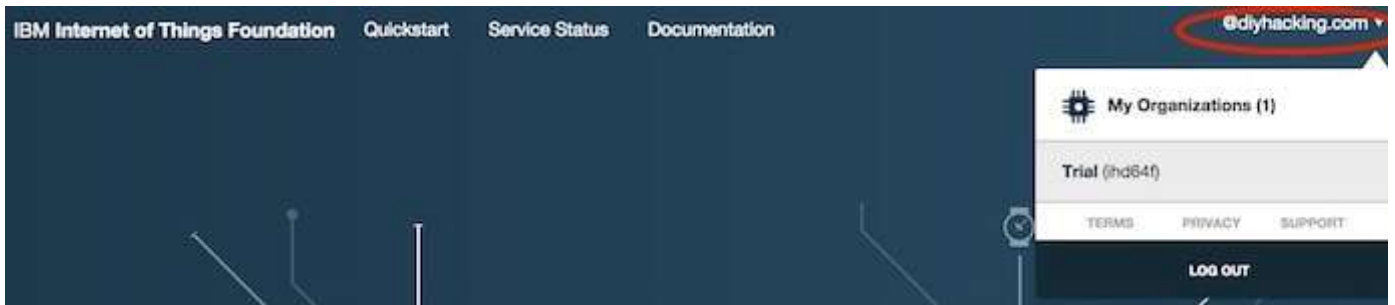 IBM Internet of Things Foundation Quickstart Service Status Documentation @diyhacking.com
My Organizations (1)
Trial (ihd64f)
TERMS PRIVACY SUPPORT
LOG OUT